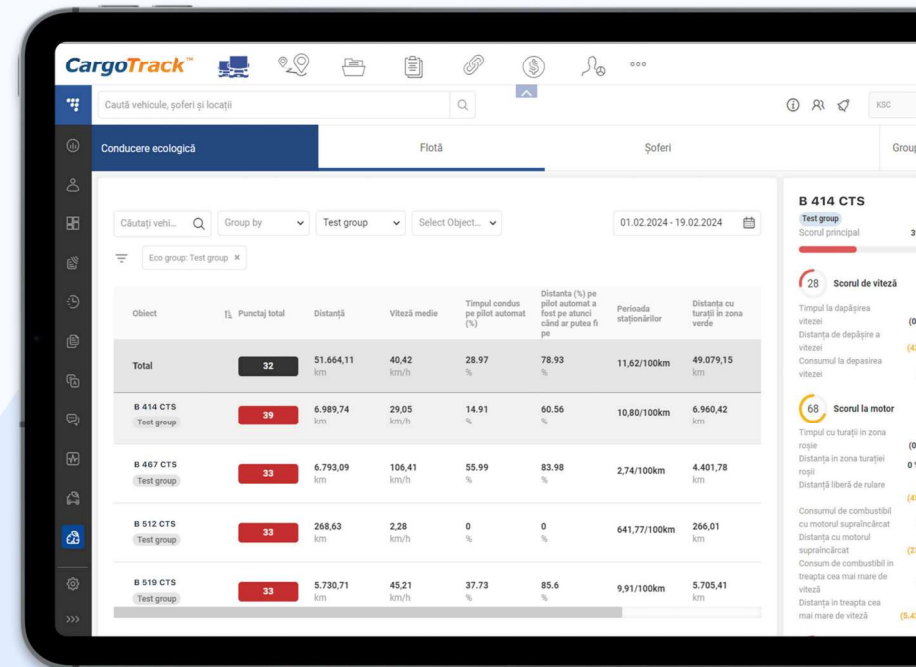 CargoTrack™
Caută vehicule, șoferi și locații
KSC
Conducere ecologică
Flotă
Șoferi
Group
Căutați vehi...
Group by
Test group
Select Object...
01.02.2024 - 19.02.2024
Eco group: Test group ×
Obiect
Punctaj total
Distanță
Viteză medie
Timpul condus
pe pilot automat
(%)
Distanta (%) pe
pilot automat a
fost pe atunci
când ar putea fi
pe
Perioada
staționărilor
Distanța cu
turații în zona
verde
Total
32
51.664,11
km
40,42
km/h
28.97
%
78.93
%
11,62/100km
49.079,15
km
B 414 CTS
Test group
39
6.989,74
km
29,05
km/h
14.91
%
60.56
%
10,80/100km
6.960,42
km
B 467 CTS
Test group
33
6.793,09
km
106,41
km/h
55.99
%
83.98
%
2,74/100km
4.401,78
km
B 512 CTS
Test group
33
268,63
km
2,28
km/h
0
%
0
%
641,77/100km
266,01
km
B 519 CTS
Test group
33
5.730,71
km
45,21
km/h
37.73
%
85.6
%
9,91/100km
5.705,41
km
B 414 CTS
Test group
Scorul principal
28 Scorul de viteză
Timpul la dapășirea
vitezei
Distanta de depășire a
vitezei
Consumul la depasirea
vitezei
68 Scorul la motor
Timpul cu turații in zona
roșie
Distanta in zona turației
roșii
Distanță liberă de rulare
Consumul de combustibil
cu motorul supraîncărcat
Distanta cu motorul
supraîncărcat
Consum de combustibil in
treapta cea mai mare de
viteză
Distanta in treapta cea
mai mare de viteză